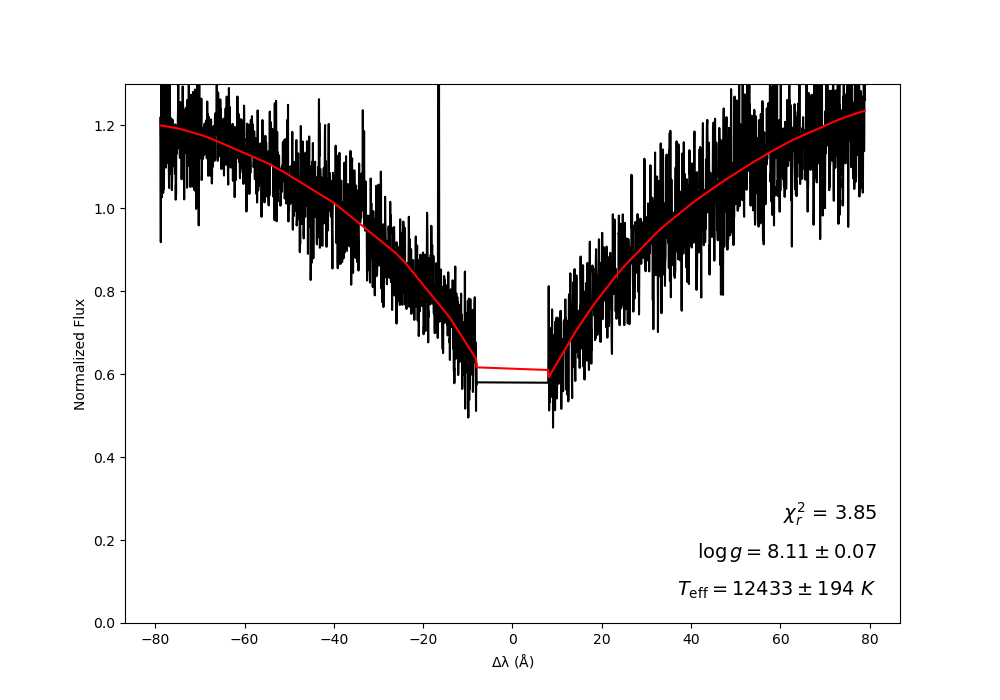 1.2
1.0
0.8
0.6
0.4
0.2
0.0
Normalized Flux
χ²ᵣ = 3.85
log g = 8.11 ± 0.07
T_eff = 12433 ± 194 K
−80 −60 −40 −20 0 20 40 60 80
Δλ (Å)